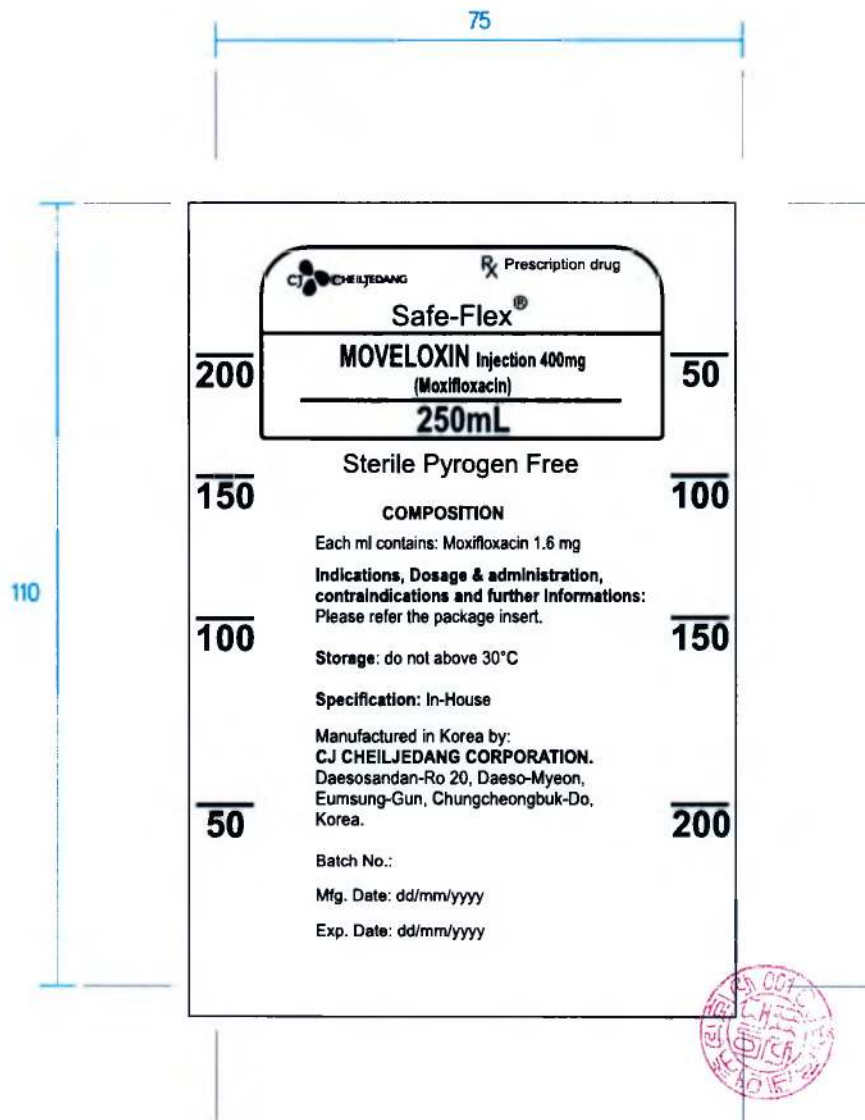 75
110
CJ CHEILJEDANG
Rx Prescription drug
Safe-Flex®
MOVELOXIN Injection 400mg
(Moxifloxacin)
250mL
200
150
100
50
50
100
150
200
Sterile Pyrogen Free
COMPOSITION
Each ml contains: Moxifloxacin 1.6 mg
Indications, Dosage & administration,
contraindications and further Informations:
Please refer the package insert.
Storage: do not above 30°C
Specification: In-House
Manufactured in Korea by:
CJ CHEILJEDANG CORPORATION.
Daesosandan-Ro 20, Daeso-Myeon,
Eumsung-Gun, Chungcheongbuk-Do,
Korea.
Batch No.:
Mfg. Date: dd/mm/yyyy
Exp. Date: dd/mm/yyyy